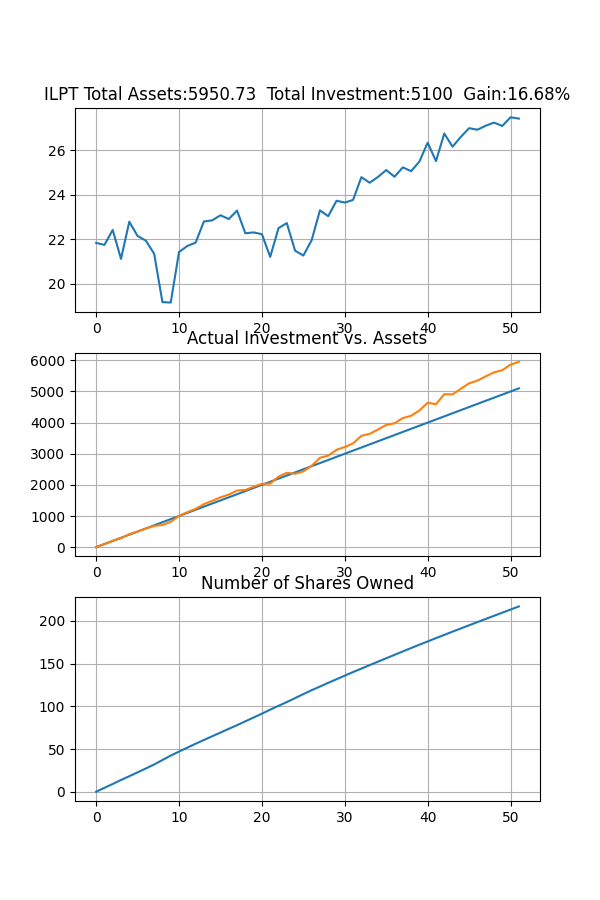 ILPT Total Assets:5950.73  Total Investment:5100  Gain:16.68%
26
24
22
20
0 10 20 30 40 50
Actual Investment vs. Assets
6000
5000
4000
3000
2000
1000
0
0 10 20 30 40 50
Number of Shares Owned
200
150
100
50
0
0 10 20 30 40 50